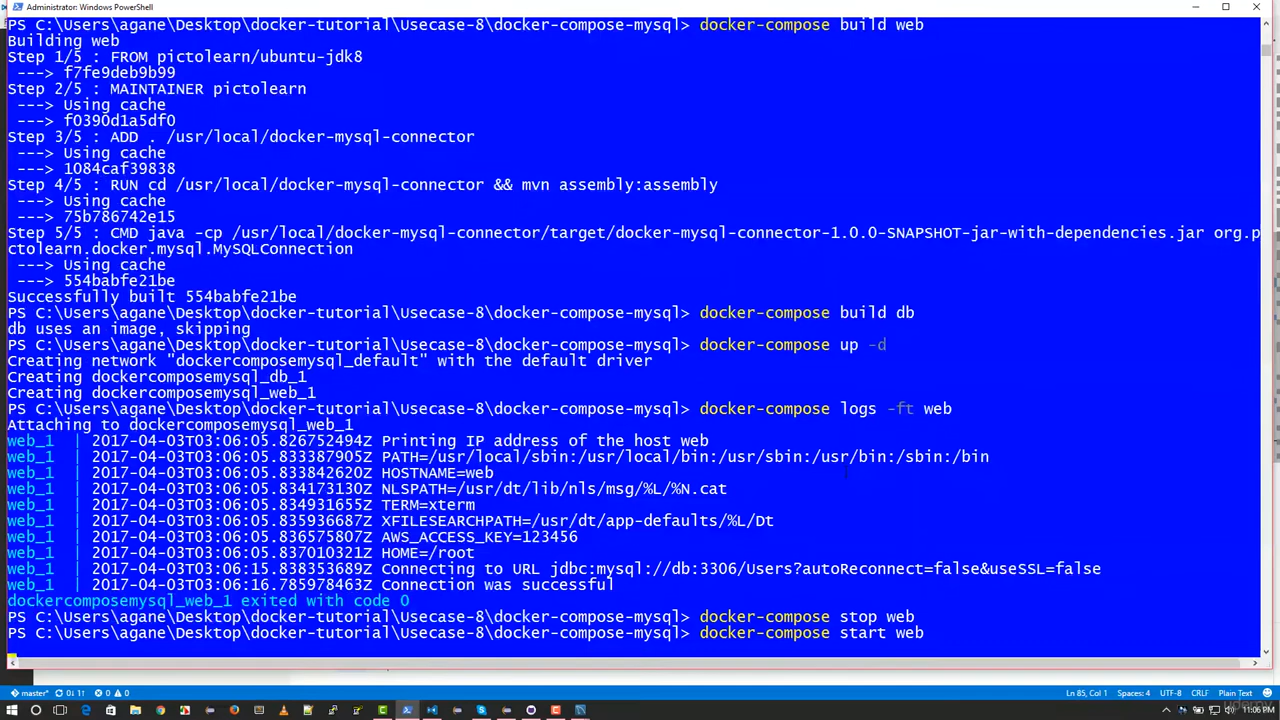 Administrator: Windows PowerShell
PS C:\Users\agane\Desktop\docker-tutorial\Usecase-8\docker-compose-mysql> docker-compose build web
Building web
Step 1/5 : FROM pictolearn/ubuntu-jdk8
 ---> f7fe9deb9b99
Step 2/5 : MAINTAINER pictolearn
 ---> Using cache
 ---> f0390d1a5df0
Step 3/5 : ADD . /usr/local/docker-mysql-connector
 ---> Using cache
 ---> 1084caf39838
Step 4/5 : RUN cd /usr/local/docker-mysql-connector && mvn assembly:assembly
 ---> Using cache
 ---> 75b786742e15
Step 5/5 : CMD java -cp /usr/local/docker-mysql-connector/target/docker-mysql-connector-1.0.0-SNAPSHOT-jar-with-dependencies.jar org.p
ctolearn.docker.mysql.MySQLConnection
 ---> Using cache
 ---> 554babfe21be
Successfully built 554babfe21be
PS C:\Users\agane\Desktop\docker-tutorial\Usecase-8\docker-compose-mysql> docker-compose build db
db uses an image, skipping
PS C:\Users\agane\Desktop\docker-tutorial\Usecase-8\docker-compose-mysql> docker-compose up -d
Creating network "dockercomposemysql_default" with the default driver
Creating dockercomposemysql_db_1
Creating dockercomposemysql_web_1
PS C:\Users\agane\Desktop\docker-tutorial\Usecase-8\docker-compose-mysql> docker-compose logs -ft web
Attaching to dockercomposemysql_web_1
web_1  | 2017-04-03T03:06:05.826752494Z Printing IP address of the host web
web_1  | 2017-04-03T03:06:05.833387905Z PATH=/usr/local/sbin:/usr/local/bin:/usr/sbin:/usr/bin:/sbin:/bin
web_1  | 2017-04-03T03:06:05.833842620Z HOSTNAME=web
web_1  | 2017-04-03T03:06:05.834173130Z NLSPATH=/usr/dt/lib/nls/msg/%L/%N.cat
web_1  | 2017-04-03T03:06:05.834931655Z TERM=xterm
web_1  | 2017-04-03T03:06:05.835936687Z XFILESEARCHPATH=/usr/dt/app-defaults/%L/Dt
web_1  | 2017-04-03T03:06:05.836575807Z AWS_ACCESS_KEY=123456
web_1  | 2017-04-03T03:06:05.837010321Z HOME=/root
web_1  | 2017-04-03T03:06:15.838353689Z Connecting to URL jdbc:mysql://db:3306/Users?autoReconnect=false&useSSL=false
web_1  | 2017-04-03T03:06:16.785978463Z Connection was successful
dockercomposemysql_web_1 exited with code 0
PS C:\Users\agane\Desktop\docker-tutorial\Usecase-8\docker-compose-mysql> docker-compose stop web
PS C:\Users\agane\Desktop\docker-tutorial\Usecase-8\docker-compose-mysql> docker-compose start web
master* 0↓ 1↑ 0 0 Ln 85, Col 1 Spaces: 4 UTF-8 CRLF Plain Text
udemy
11:06 PM